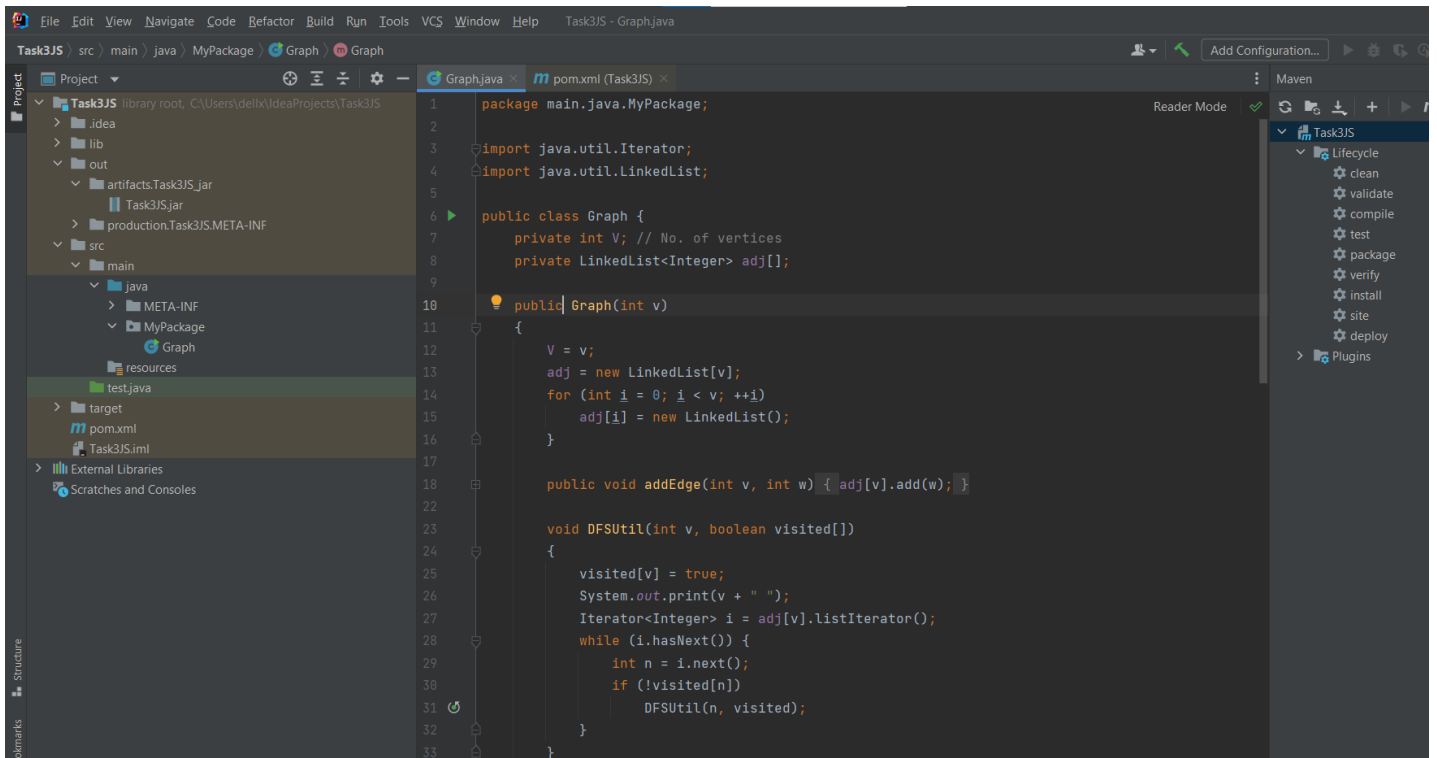 File Edit View Navigate Code Refactor Build Run Tools VCS Window Help Task3JS - Graph.java
Task3JS src main java MyPackage Graph m Graph
Add Configuration...
Project
Structure
Project
Task3JS library root, C:\Users\dellx\IdeaProjects\Task3JS
.idea
lib
out
artifacts.Task3JS_jar
Task3JS.jar
production.Task3JS.META-INF
src
main
java
META-INF
MyPackage
Graph
resources
test.java
target
pom.xml
Task3JS.iml
External Libraries
Scratches and Consoles
Graph.java
pom.xml (Task3JS)
Reader Mode
1 package main.java.MyPackage;
2
3 import java.util.Iterator;
4 import java.util.LinkedList;
5
6 public class Graph {
7 private int V; // No. of vertices
8 private LinkedList<Integer> adj[];
9
10 public Graph(int v)
11 {
12 V = v;
13 adj = new LinkedList[v];
14 for (int i = 0; i < v; ++i)
15 adj[i] = new LinkedList();
16 }
17
18 public void addEdge(int v, int w) { adj[v].add(w); }
22
23 void DFSUtil(int v, boolean visited[])
24 {
25 visited[v] = true;
26 System.out.print(v + " ");
27 Iterator<Integer> i = adj[v].listIterator();
28 while (i.hasNext()) {
29 int n = i.next();
30 if (!visited[n])
31 DFSUtil(n, visited);
32 }
33 }
Maven
Task3JS
Lifecycle
clean
validate
compile
test
package
verify
install
site
deploy
Plugins